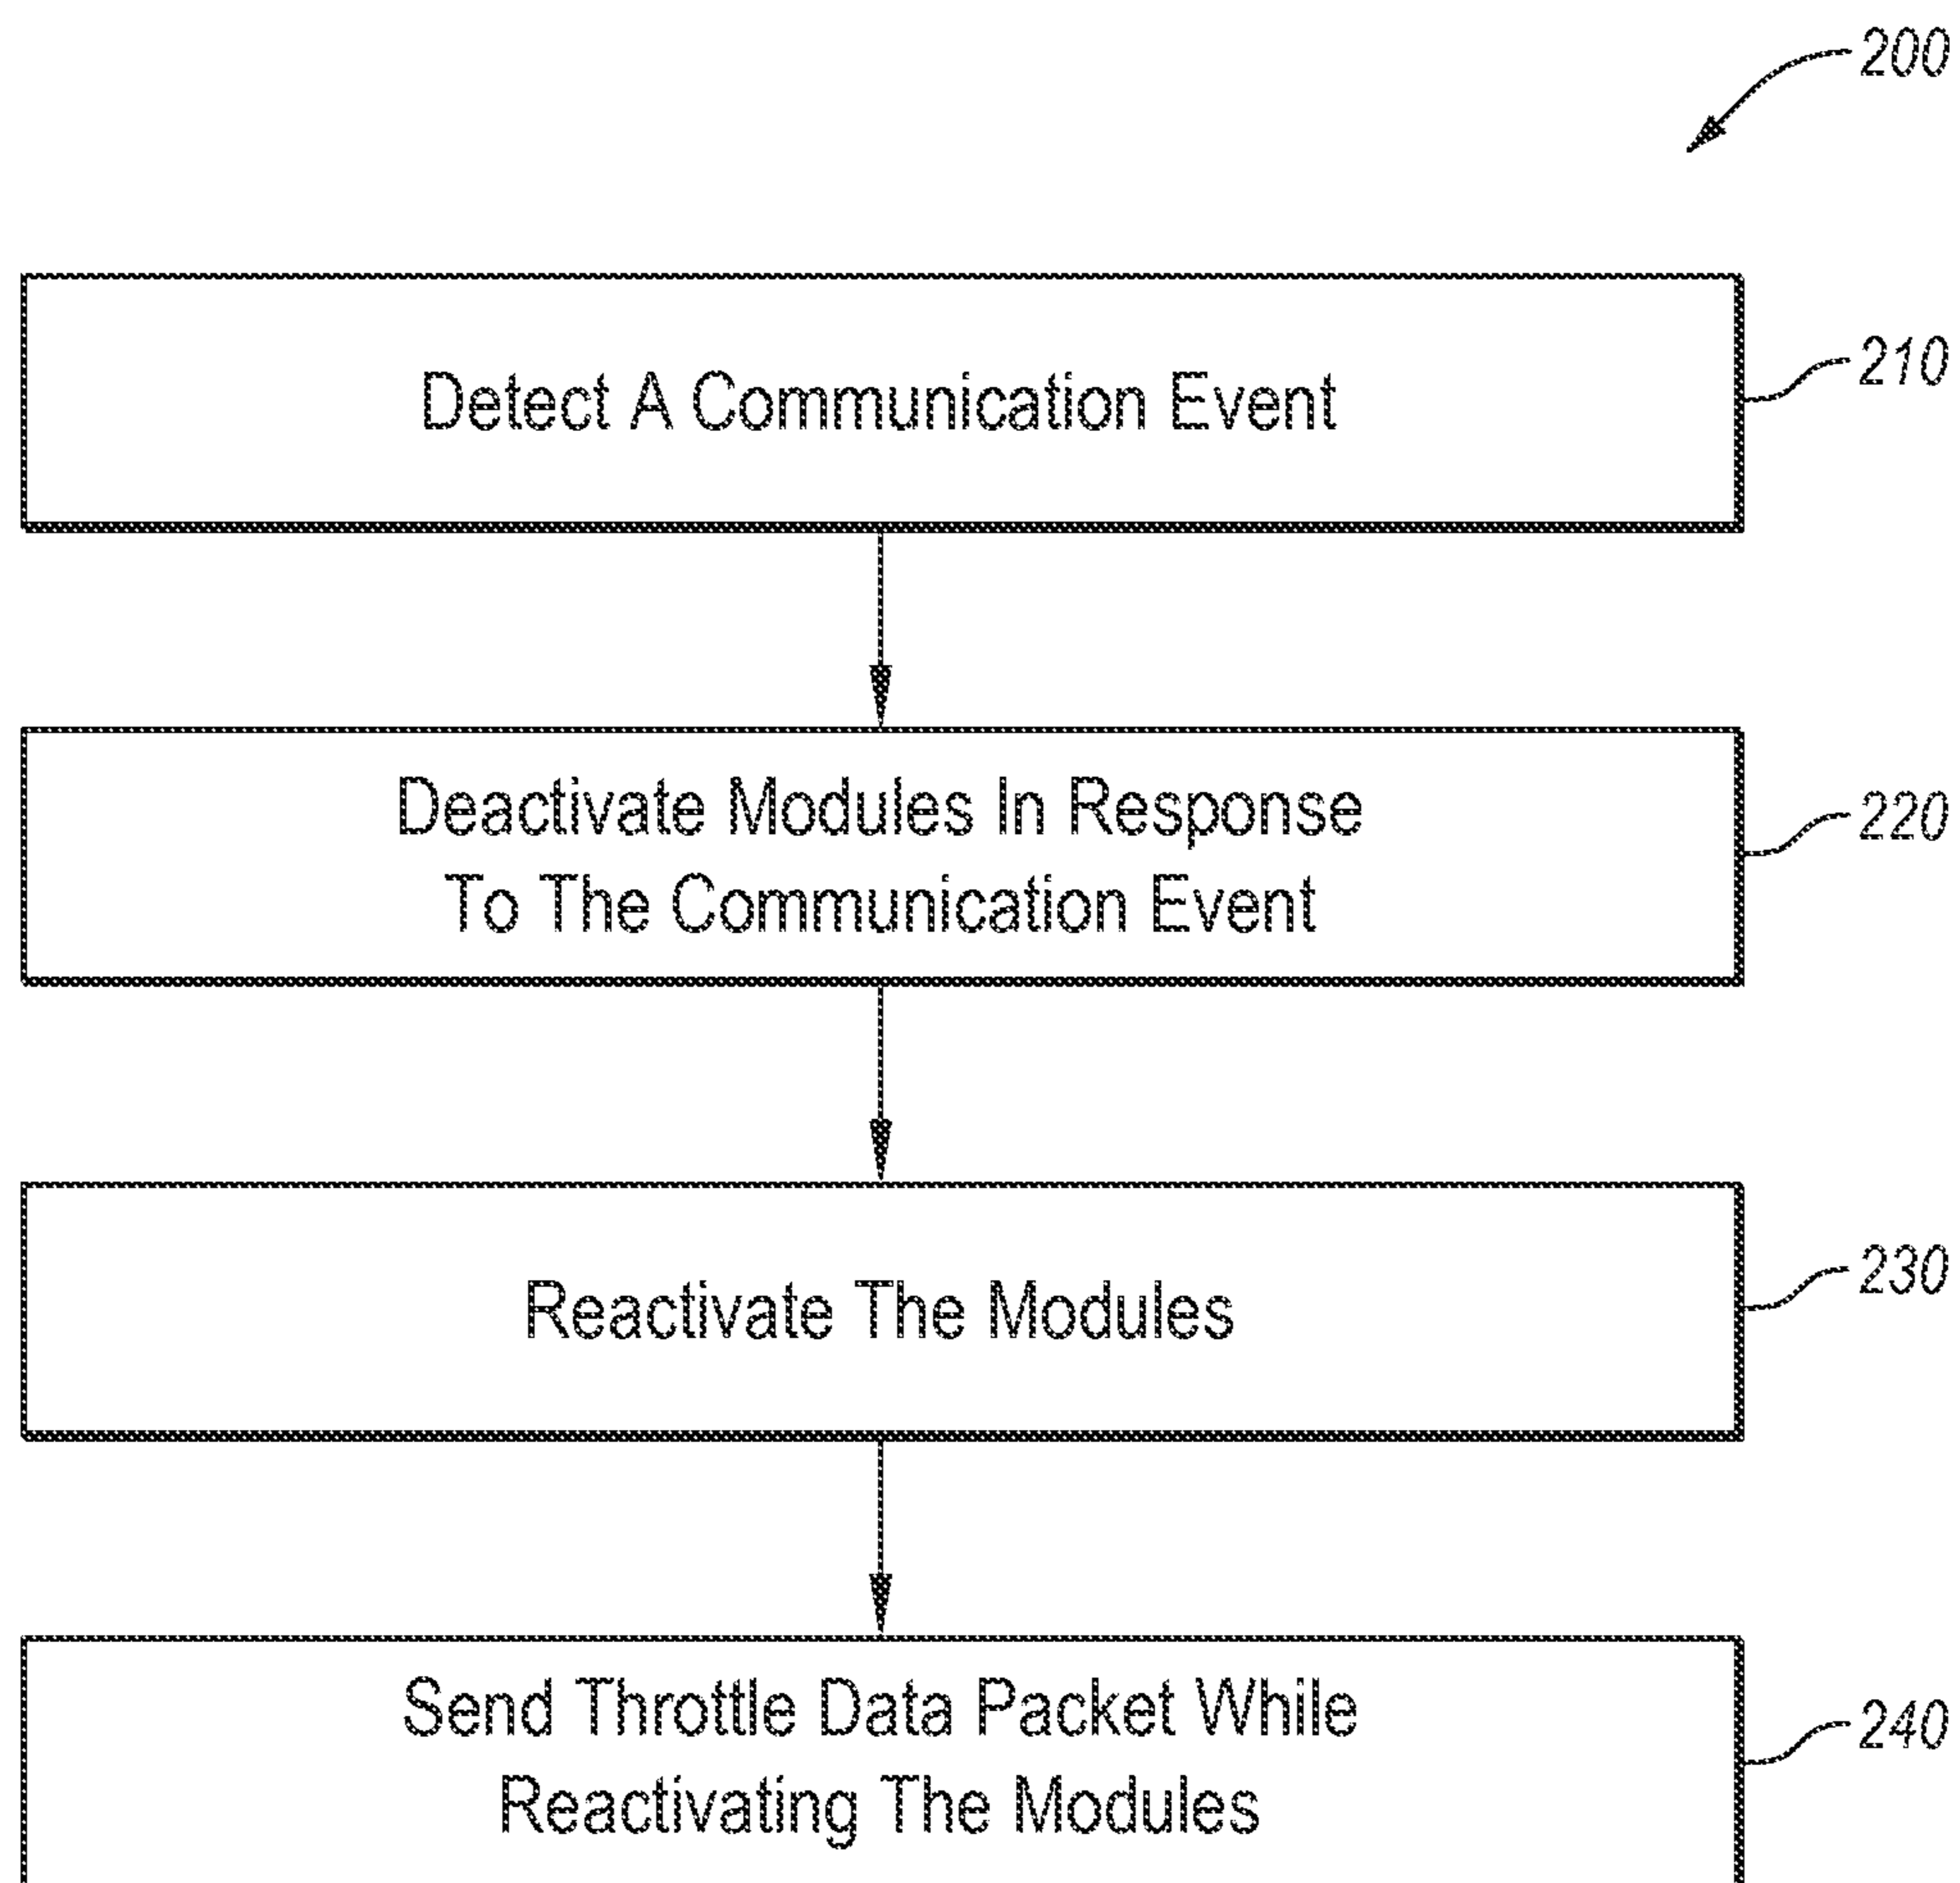 200
Detect A Communication Event
210
Deactivate Modules In Response
To The Communication Event
220
Reactivate The Modules
230
Send Throttle Data Packet While
Reactivating The Modules
240